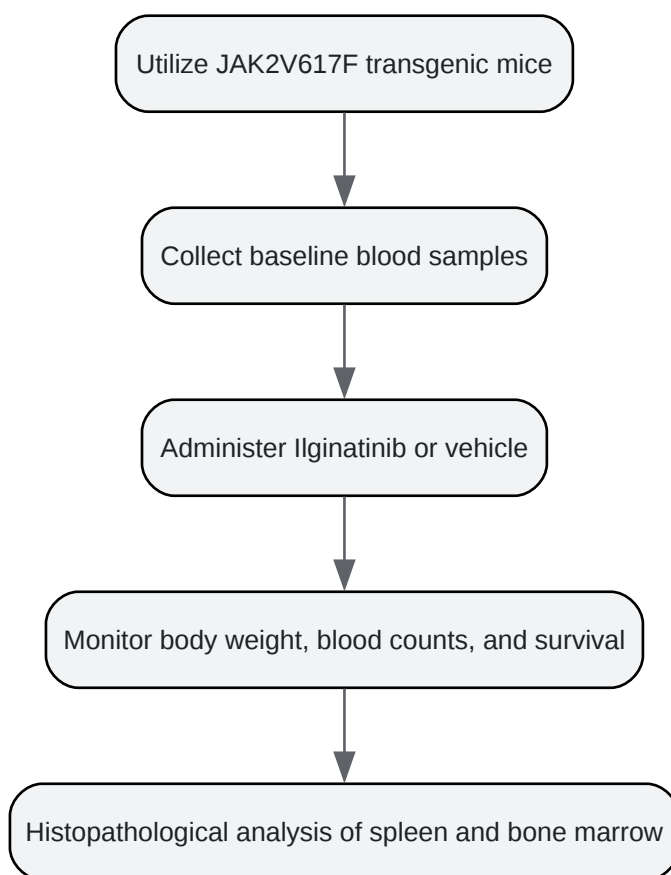 Utilize JAK2V617F transgenic mice
Collect baseline blood samples
Administer Ilginatinib or vehicle
Monitor body weight, blood counts, and survival
Histopathological analysis of spleen and bone marrow